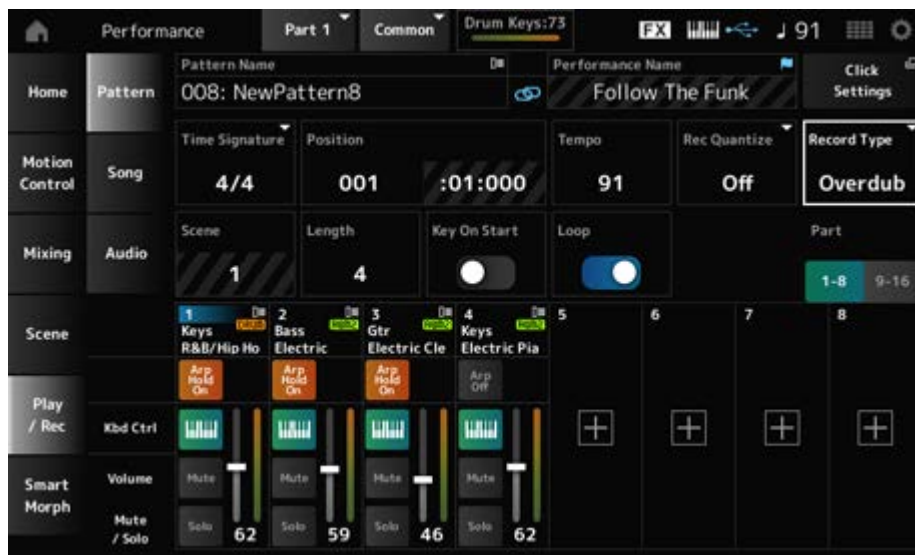 Performance
Part 1
Common
Drum Keys:73
FX
♩ 91
Home
Pattern
Pattern Name
008: NewPattern8
Performance Name
Follow The Funk
Click
Settings
Motion
Control
Song
Time Signature
4/4
Position
001 :01:000
Tempo
91
Rec Quantize
Off
Record Type
Overdub
Mixing
Audio
Scene
1
Length
4
Key On Start
Loop
Part
1-8 9-16
Scene
1 2 3 4 5 6 7 8
Drum MEGA2
Keys Bass Gtr Keys
R&B/Hip Ho Electric Electric Cle Electric Pia
Arp
Hold
On
Arp
Hold
On
Arp
Hold
On
Arp
Off
Play
/ Rec
Kbd Ctrl
Smart
Morph
Volume
Mute Mute Mute Mute
Mute
/ Solo
Solo 62 Solo 59 Solo 46 Solo 62